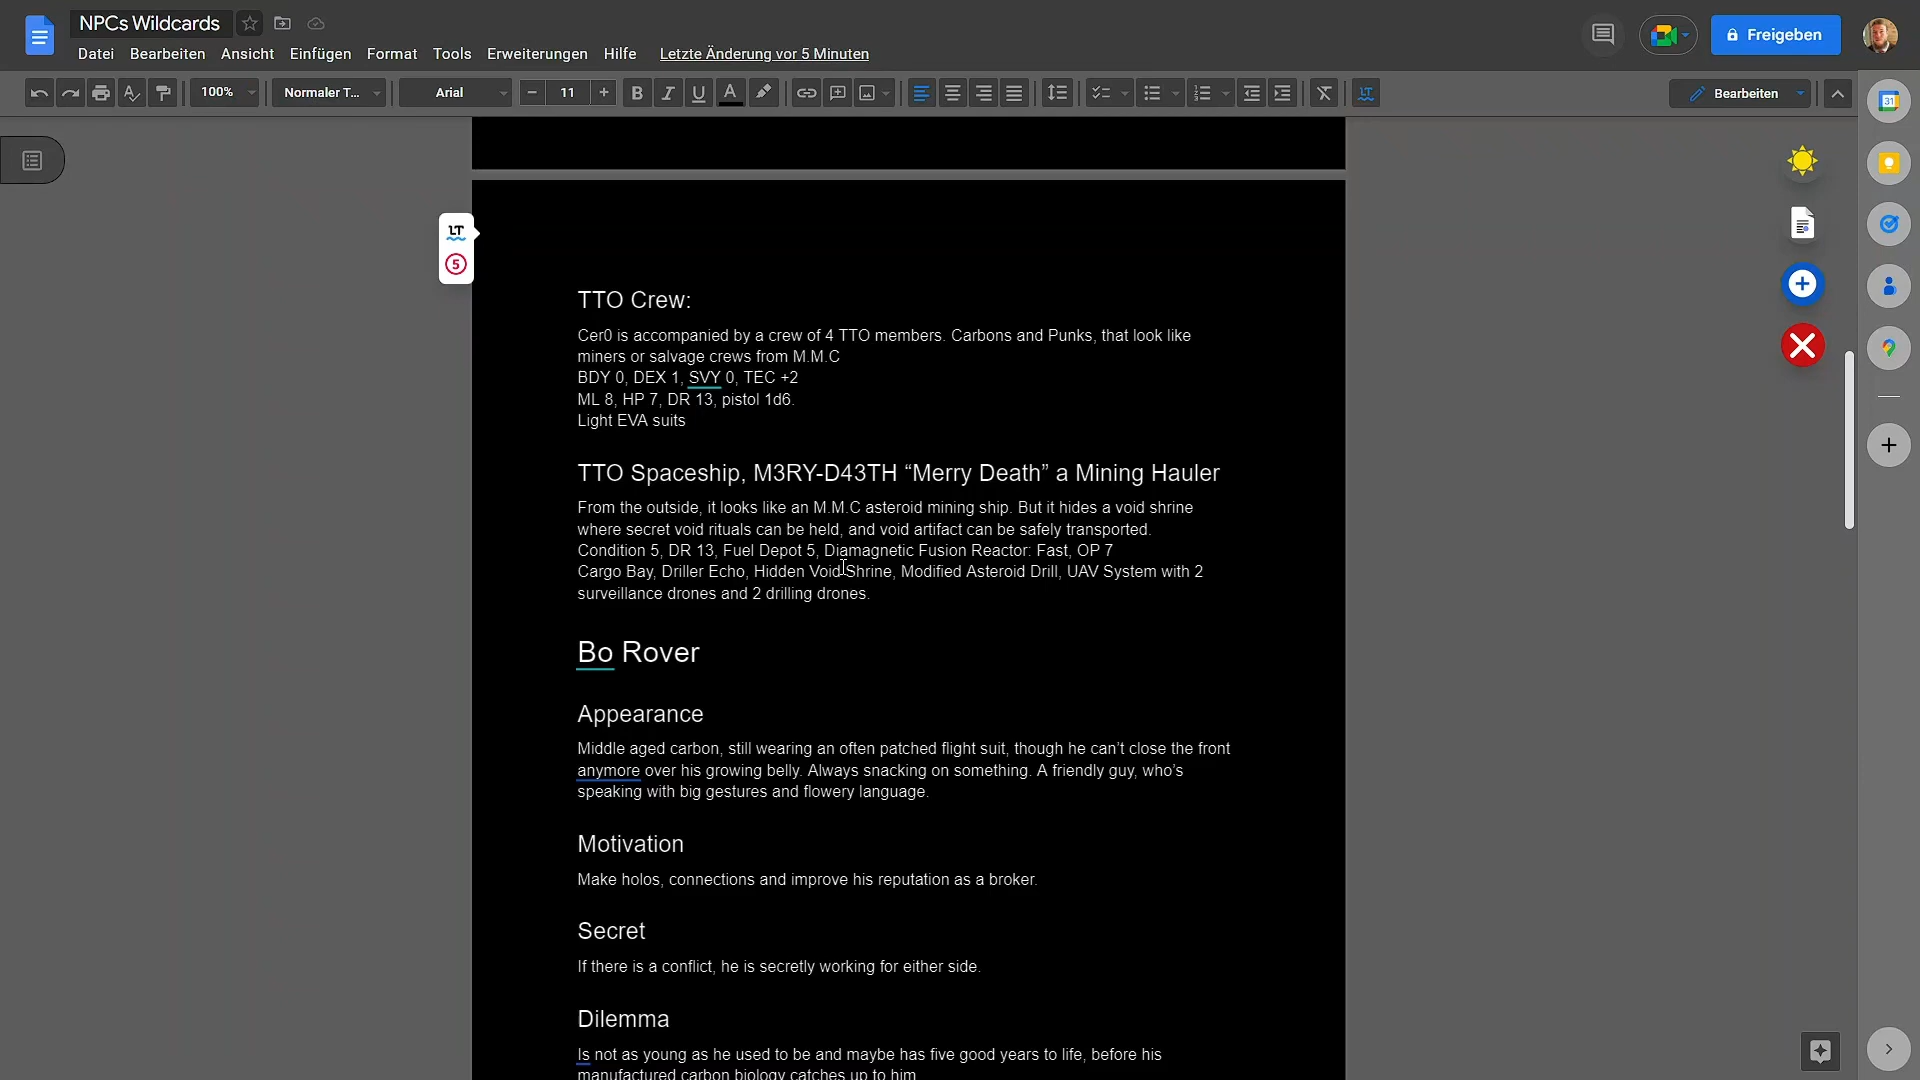 NPCs Wildcards
Datei Bearbeiten Ansicht Einfügen Format Tools Erweiterungen Hilfe Letzte Änderung vor 5 Minuten
Freigeben
100% Normaler T... Arial 11 B I U A Bearbeiten
31
LT
5
TTO Crew:
Cer0 is accompanied by a crew of 4 TTO members. Carbons and Punks, that look like
miners or salvage crews from M.M.C
BDY 0, DEX 1, SVY 0, TEC +2
ML 8, HP 7, DR 13, pistol 1d6.
Light EVA suits
TTO Spaceship, M3RY-D43TH “Merry Death” a Mining Hauler
From the outside, it looks like an M.M.C asteroid mining ship. But it hides a void shrine
where secret void rituals can be held, and void artifact can be safely transported.
Condition 5, DR 13, Fuel Depot 5, Diamagnetic Fusion Reactor: Fast, OP 7
Cargo Bay, Driller Echo, Hidden Void Shrine, Modified Asteroid Drill, UAV System with 2
surveillance drones and 2 drilling drones.
Bo Rover
Appearance
Middle aged carbon, still wearing an often patched flight suit, though he can’t close the front
anymore over his growing belly. Always snacking on something. A friendly guy, who’s
speaking with big gestures and flowery language.
Motivation
Make holos, connections and improve his reputation as a broker.
Secret
If there is a conflict, he is secretly working for either side.
Dilemma
Is not as young as he used to be and maybe has five good years to life, before his
manufactured carbon biology catches up to him